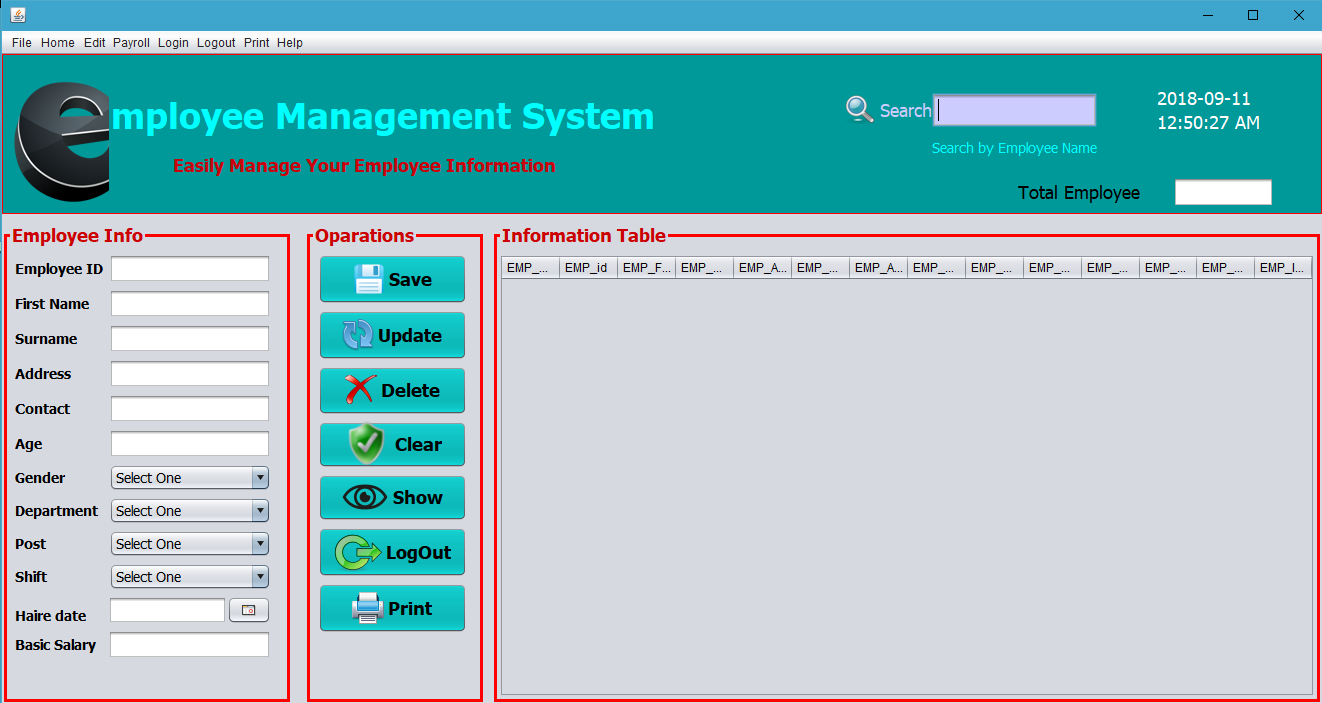 File Home Edit Payroll Login Logout Print Help
employee Management System
Easily Manage Your Employee Information
Search
Search by Employee Name
2018-09-11
12:50:27 AM
Total Employee
Employee Info
Employee ID
First Name
Surname
Address
Contact
Age
Gender Select One
Department Select One
Post Select One
Shift Select One
Haire date
Basic Salary
Oparations
Save
Update
Delete
Clear
Show
LogOut
Print
Information Table
EMP_... EMP_id EMP_F... EMP_... EMP_A... EMP_... EMP_A... EMP_... EMP_... EMP_... EMP_... EMP_... EMP_... EMP_I...